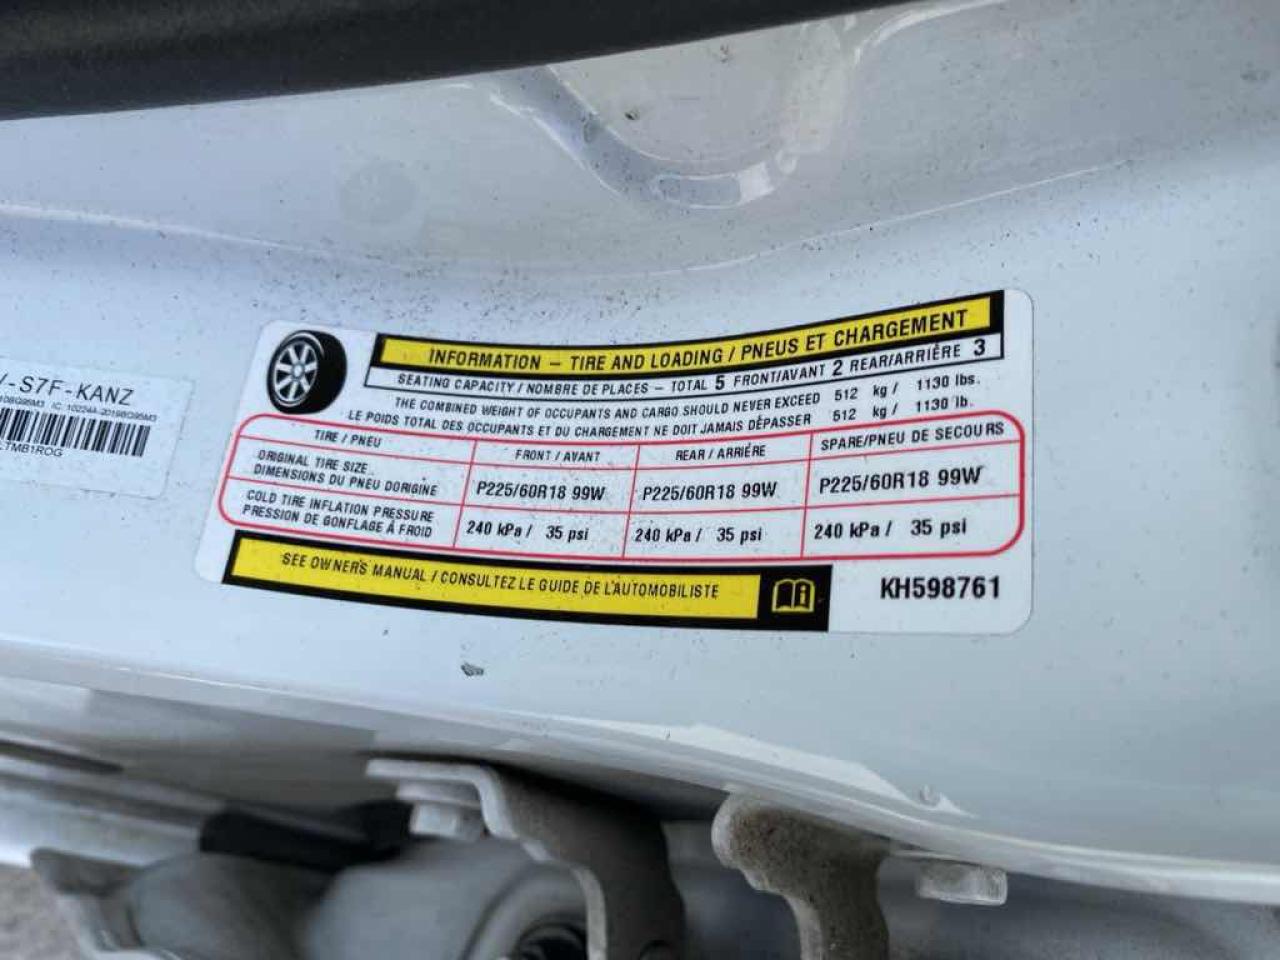 -S7F-KANZ
TMB1ROG
INFORMATION – TIRE AND LOADING / PNEUS ET CHARGEMENT
SEATING CAPACITY / NOMBRE DE PLACES – TOTAL 5 FRONT/AVANT 2 REAR/ARRIÈRE 3
THE COMBINED WEIGHT OF OCCUPANTS AND CARGO SHOULD NEVER EXCEED 512 kg / 1130 lbs.
LE POIDS TOTAL DES OCCUPANTS ET DU CHARGEMENT NE DOIT JAMAIS DÉPASSER 512 kg / 1130 lb.
TIRE / PNEU FRONT / AVANT REAR / ARRIÉRE SPARE/PNEU DE SECOURS
ORIGINAL TIRE SIZE
DIMENSIONS DU PNEU DORIGINE P225/60R18 99W P225/60R18 99W P225/60R18 99W
COLD TIRE INFLATION PRESSURE
PRESSION DE GONFLAGE À FROID 240 kPa / 35 psi 240 kPa / 35 psi 240 kPa / 35 psi
SEE OWNER'S MANUAL / CONSULTEZ LE GUIDE DE L'AUTOMOBILISTE
KH598761